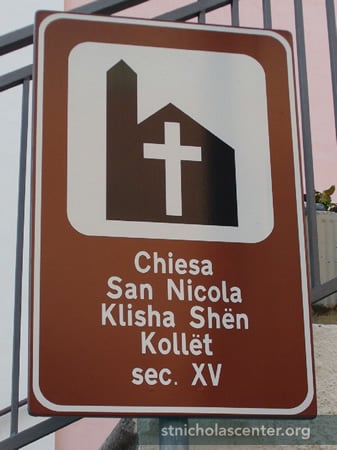 Chiesa
San Nicola
Klisha Shën
Kollët
sec. XV
stnicholascenter.org